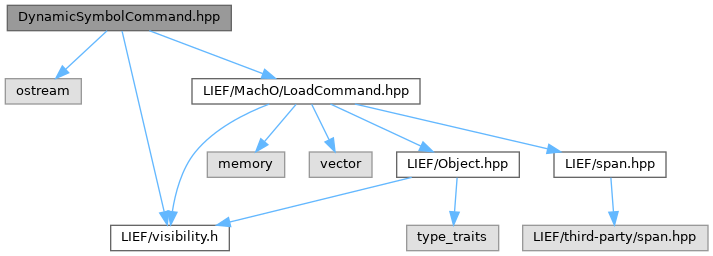 DynamicSymbolCommand.hpp
ostream
LIEF/MachO/LoadCommand.hpp
memory
vector
LIEF/Object.hpp
LIEF/span.hpp
LIEF/visibility.h
type_traits
LIEF/third-party/span.hpp